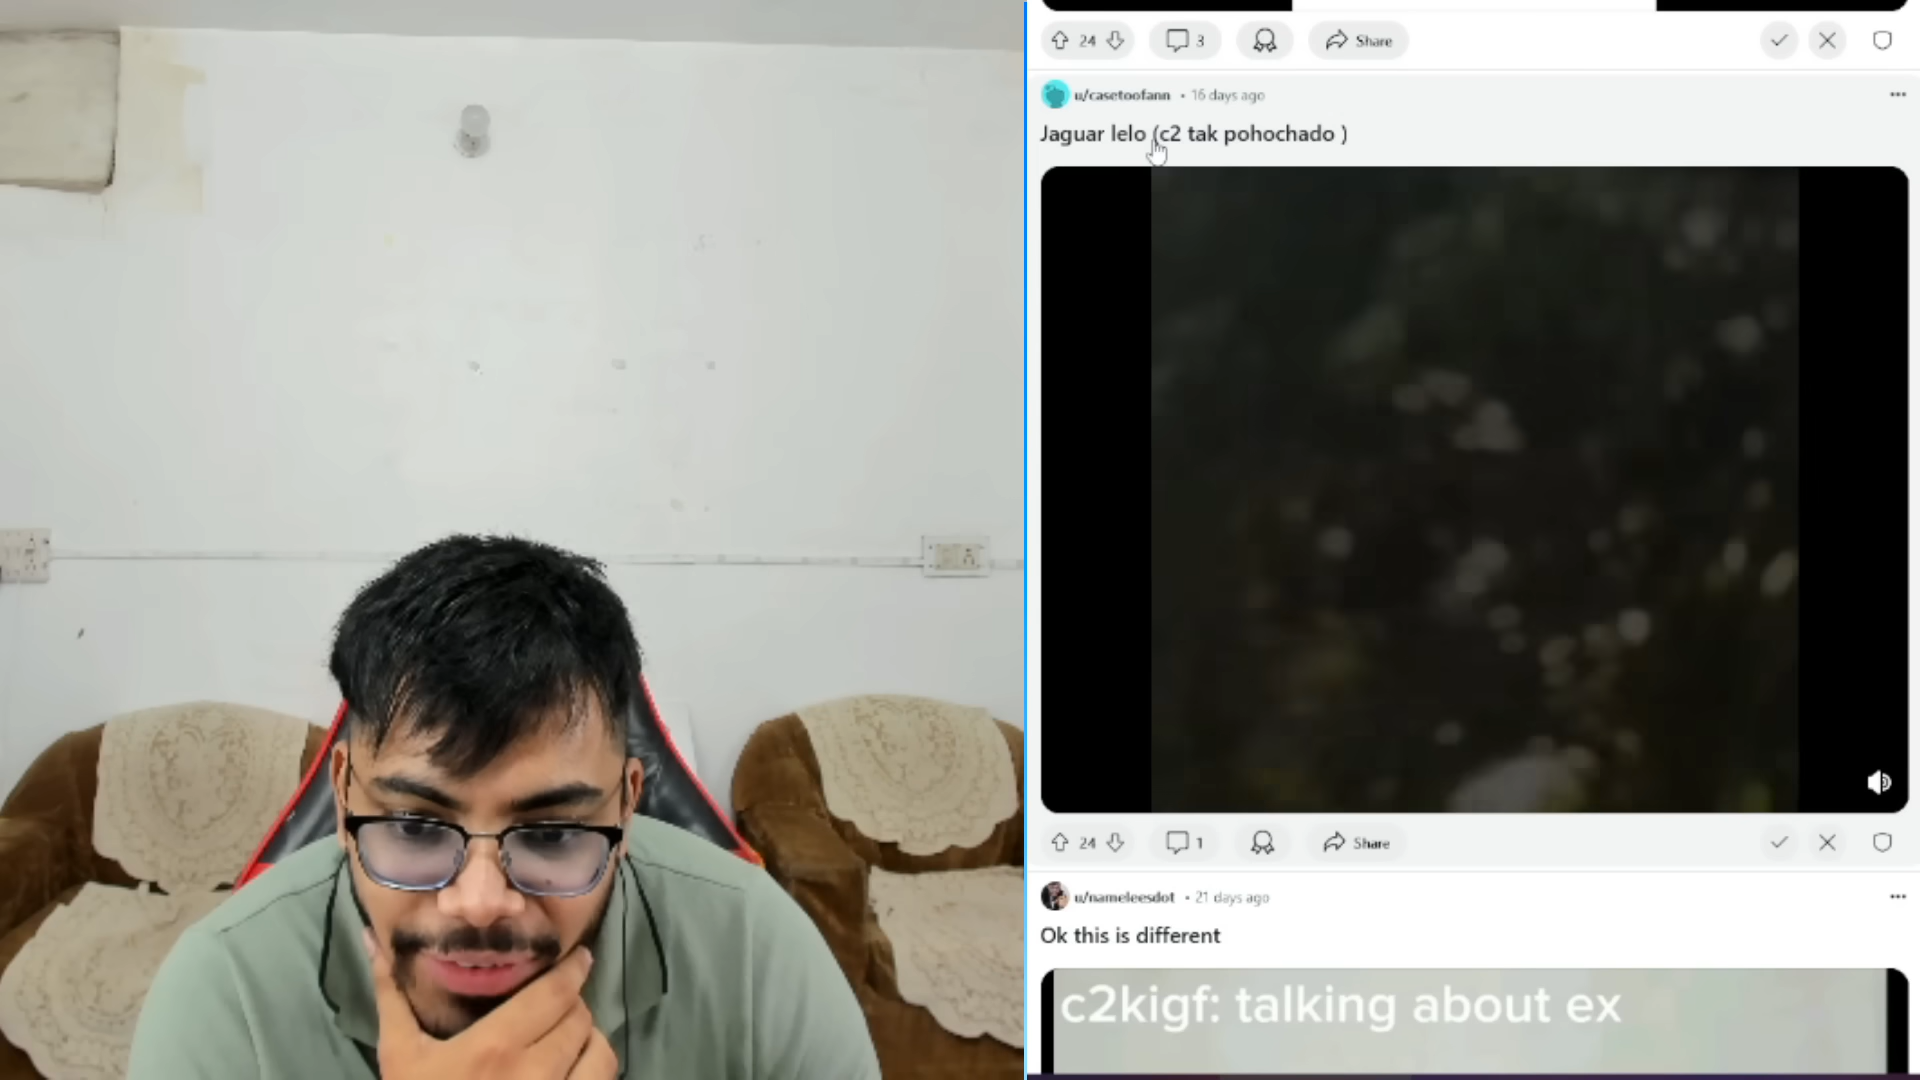 24
3
Share
u/casetoofann • 16 days ago
Jaguar lelo (c2 tak pohochado )
24
1
Share
u/nameleesdot • 21 days ago
Ok this is different
c2kigf: talking about ex